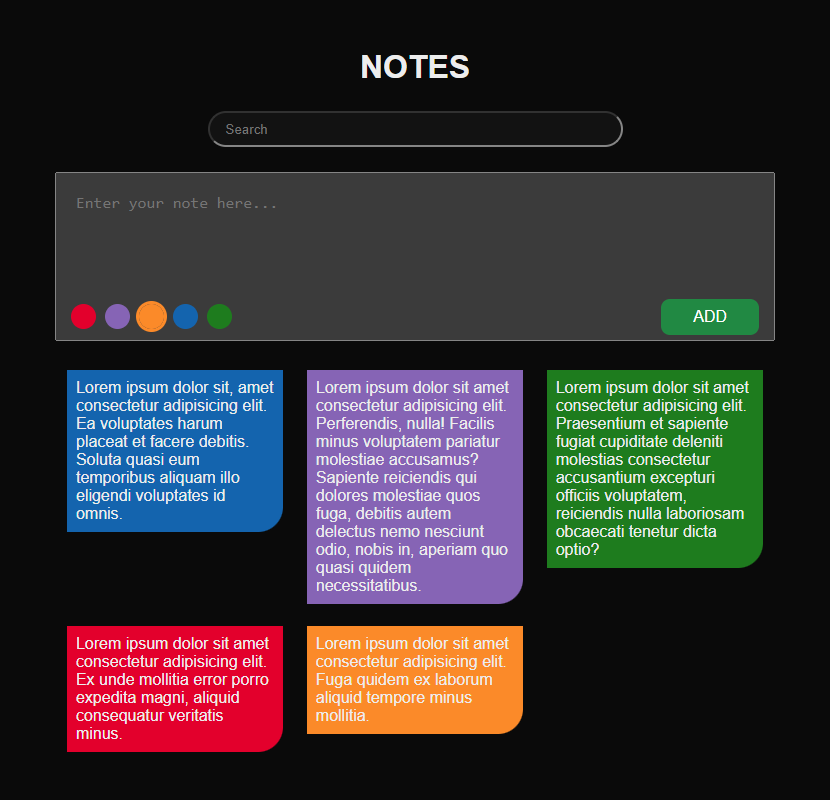 NOTES
Search
Enter your note here...
ADD
Lorem ipsum dolor sit, amet
consectetur adipisicing elit.
Ea voluptates harum
placeat et facere debitis.
Soluta quasi eum
temporibus aliquam illo
eligendi voluptates id
omnis.
Lorem ipsum dolor sit amet
consectetur adipisicing elit.
Perferendis, nulla! Facilis
minus voluptatem pariatur
molestiae accusamus?
Sapiente reiciendis qui
dolores molestiae quos
fuga, debitis autem
delectus nemo nesciunt
odio, nobis in, aperiam quo
quasi quidem
necessitatibus.
Lorem ipsum dolor sit amet
consectetur adipisicing elit.
Praesentium et sapiente
fugiat cupiditate deleniti
molestias consectetur
accusantium excepturi
officiis voluptatem,
reiciendis nulla laboriosam
obcaecati tenetur dicta
optio?
Lorem ipsum dolor sit amet
consectetur adipisicing elit.
Ex unde mollitia error porro
expedita magni, aliquid
consequatur veritatis
minus.
Lorem ipsum dolor sit amet
consectetur adipisicing elit.
Fuga quidem ex laborum
aliquid tempore minus
mollitia.